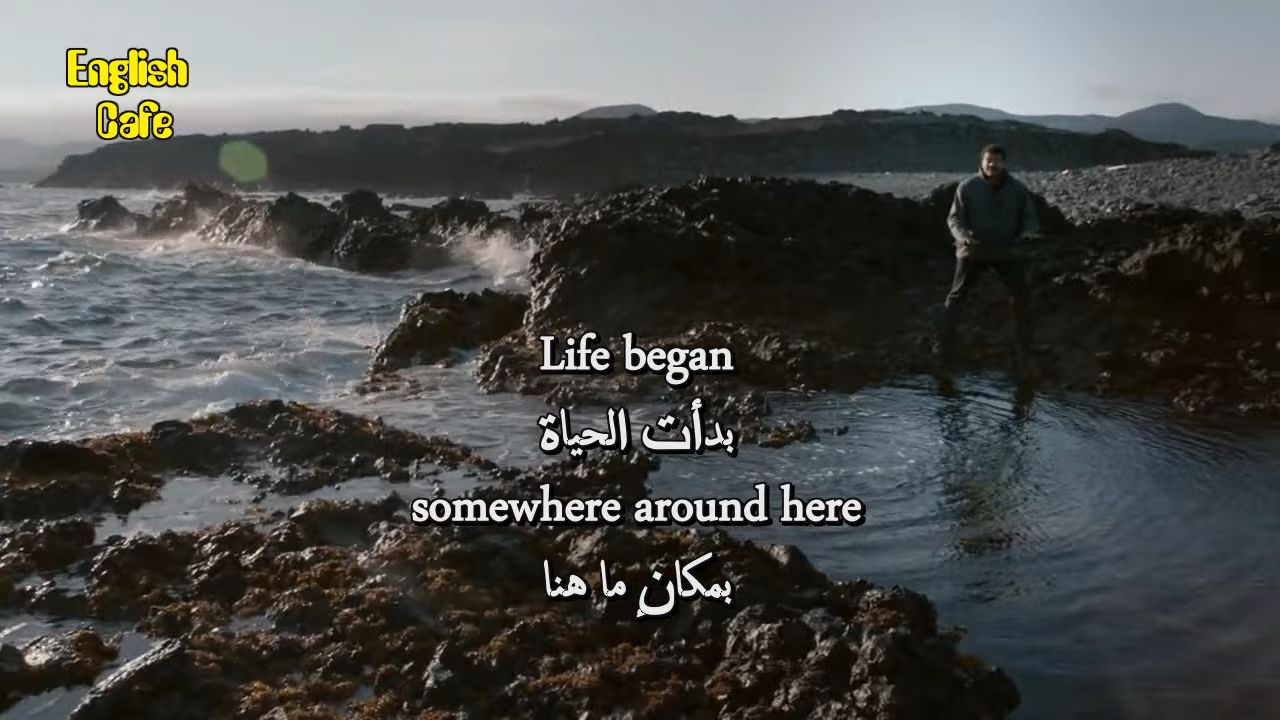 English
Cafe
Life began
بدأت الحياة
somewhere around here
بمكانٍ ما هنا